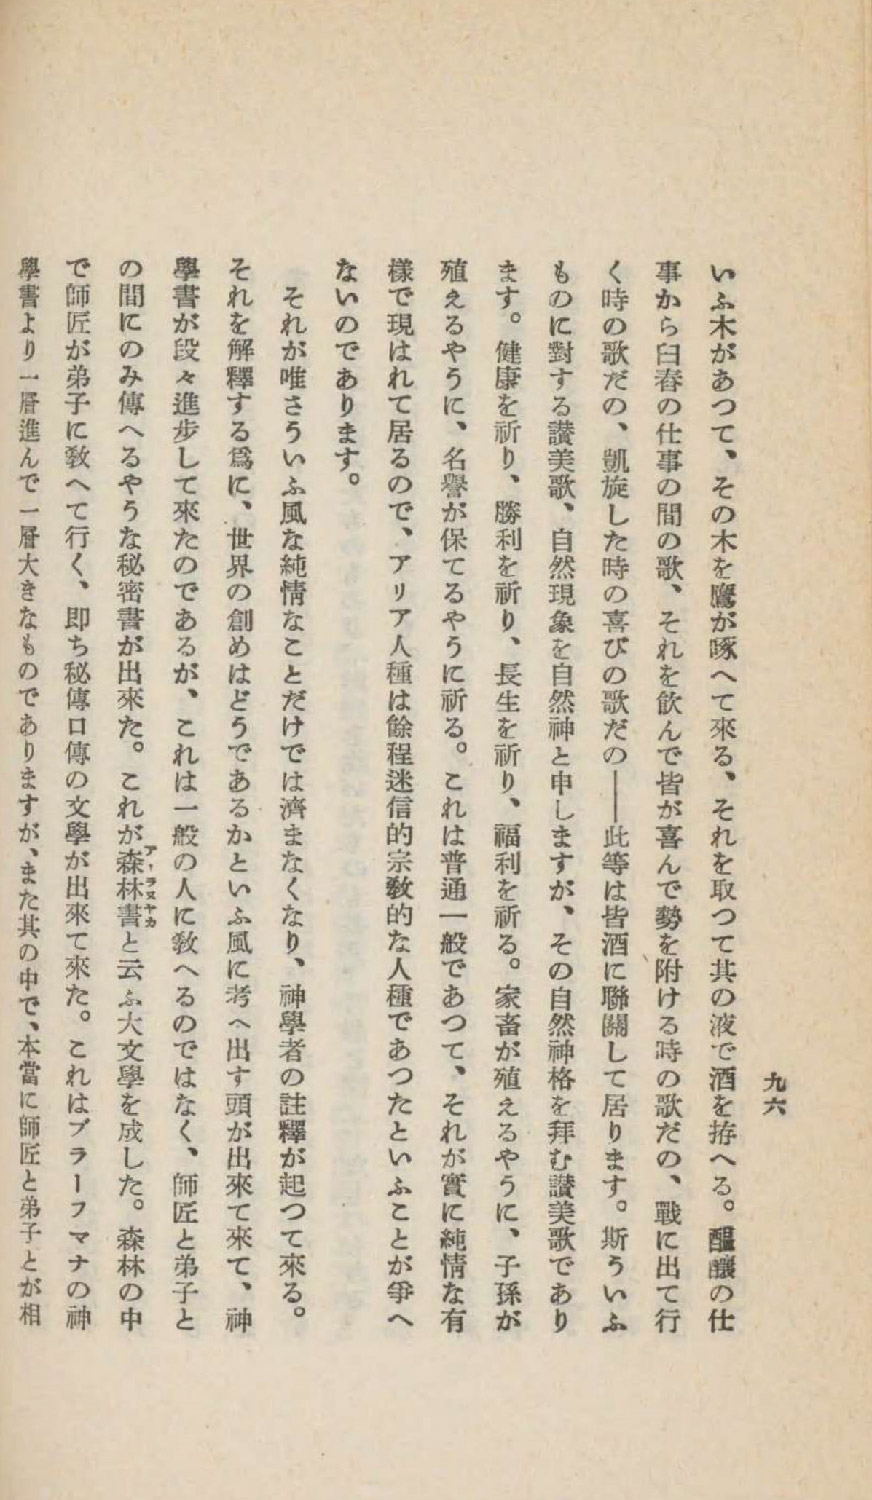 九六
いふ木があつて、その木を鷹が啄へて來る、それを取つて其の液で酒を拵へる。醞釀の仕
事から臼舂の仕事の間の歌、それを飮んで皆が喜んで勢を附ける時の歌だの、戰に出て行
く時の歌だの、凱旋した時の喜びの歌だの――此等は皆酒に聯關して居ります。斯ういふ
ものに對する讃美歌、自然現象を自然神と申しますが、その自然神格を拜む讃美歌であり
ます。健康を祈り、勝利を祈り、長生を祈り、福利を祈る。家畜が殖えるやうに、子孫が
殖えるやうに、名譽が保てるやうに祈る。これは普通一般であつて、それが實に純情な有
樣で現はれて居るので、アリア人種は餘程迷信的宗敎的な人種であつたといふことが爭へ
ないのであります。
それが唯さういふ風な純情なことだけでは濟まなくなり、神學者の註釋が起つて來る。
それを解釋する爲に、世界の創めはどうであるかといふ風に考へ出す頭が出來て來て、神
學書が段々進步して來たのであるが、これは一般の人に敎へるのではなく、師匠と弟子と
の間にのみ傳へるやうな秘密書が出來た。これが森林書と云ふ大文學を成した。森林の中
アーラヌヤカ
で師匠が弟子に敎へて行く、卽ち秘傳口傳の文學が出來て來た。これはブラーフマナの神
學書より一層進んで一層大きなものでありますが、また其の中で、本當に師匠と弟子とが相